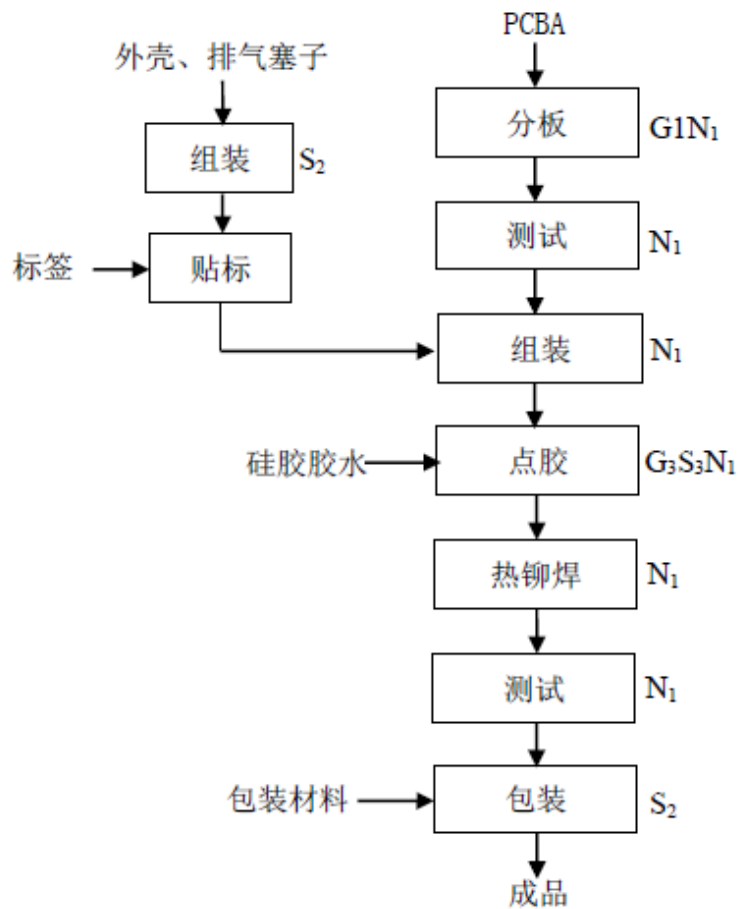 PCBA
外壳、排气塞子
分板 G1N₁
组装 S₂
测试 N₁
标签 贴标
组装 N₁
硅胶胶水 点胶 G₃S₃N₁
热铆焊 N₁
测试 N₁
包装材料 包装 S₂
成品